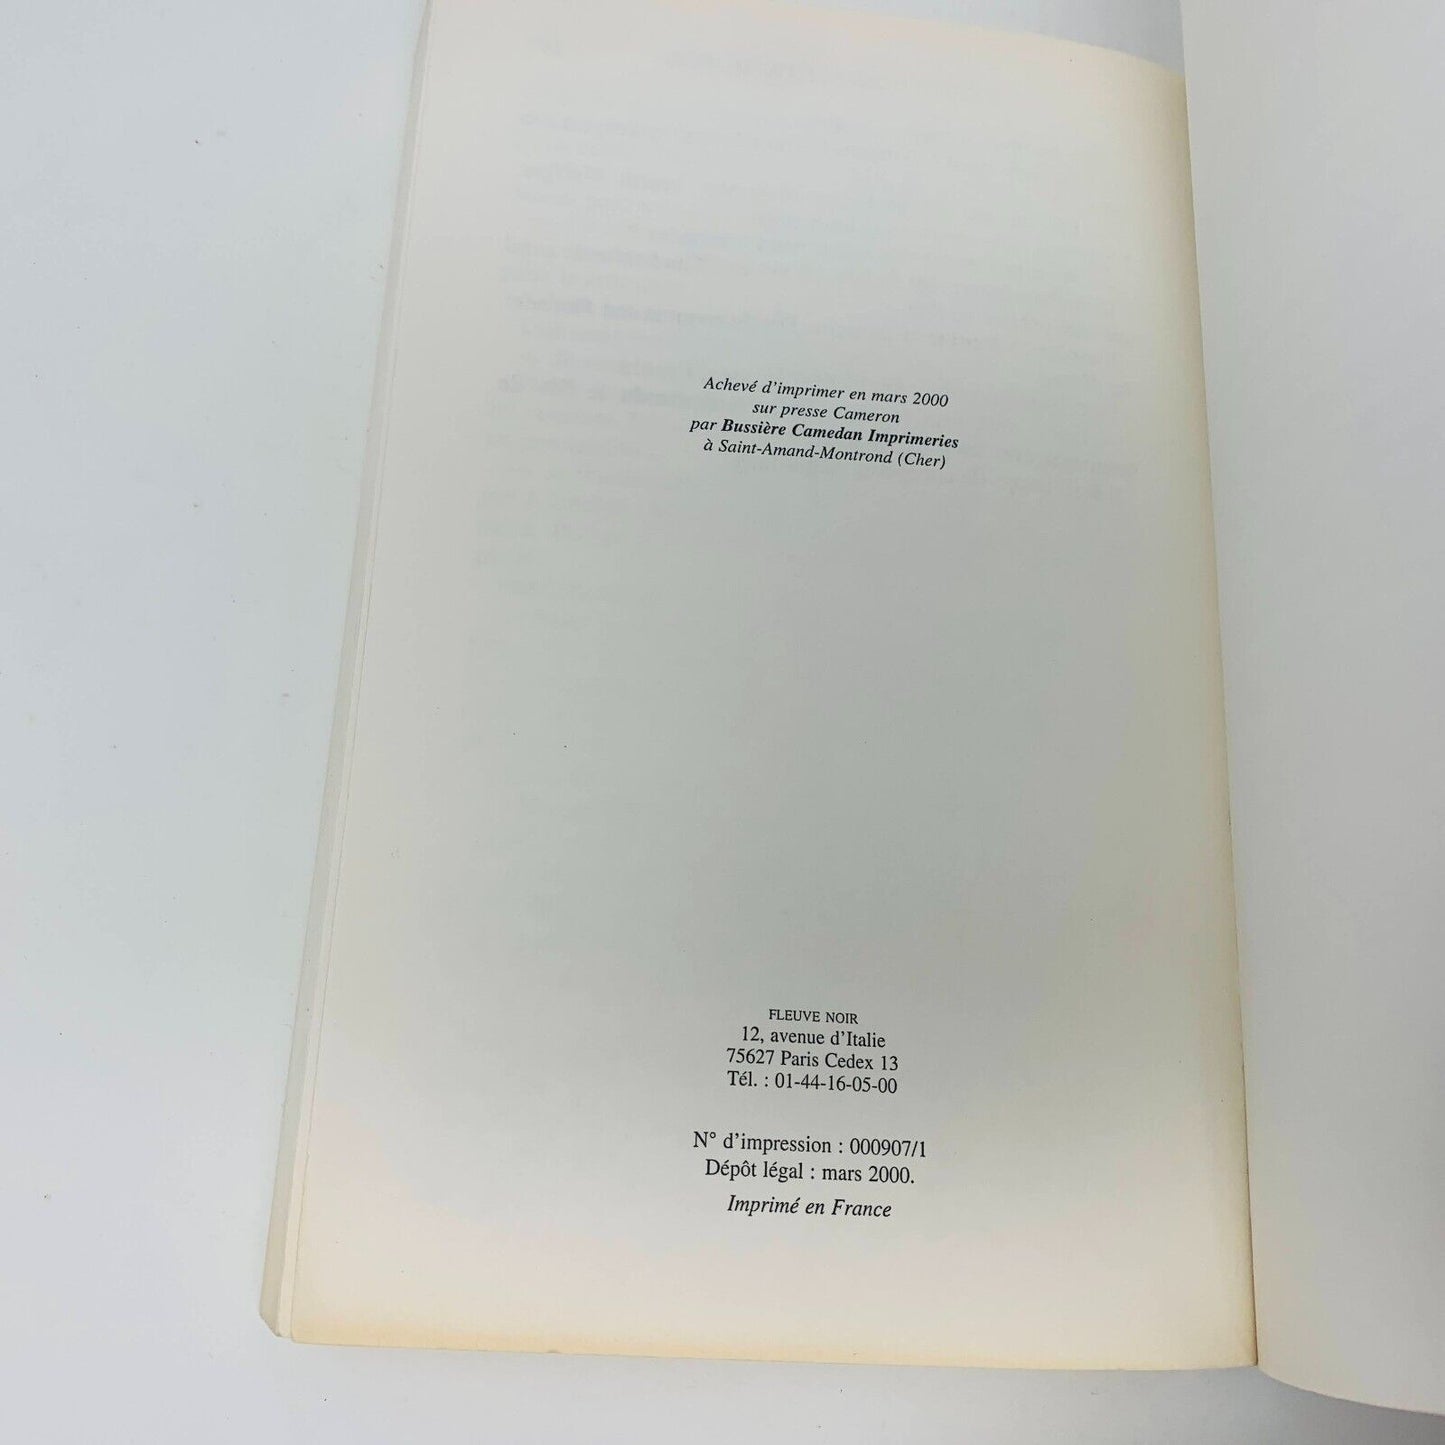 Achevé d'imprimer en mars 2000
sur presse Cameron
par Bussière Camedan Imprimeries
à Saint-Amand-Montrond (Cher)
FLEUVE NOIR
12, avenue d'Italie
75627 Paris Cedex 13
Tél. : 01-44-16-05-00
N° d'impression : 000907/1
Dépôt légal : mars 2000.
Imprimé en France